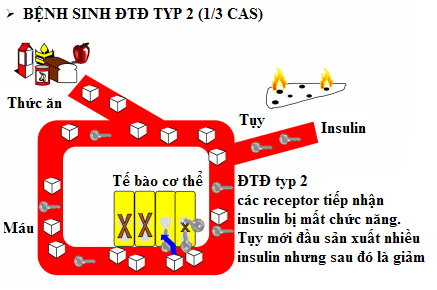 ➢ BỆNH SINH ĐTĐ TYP 2 (1/3 CAS)
Thức ăn
Tụy
Insulin
Tế bào cơ thể
Máu
ĐTĐ typ 2
các receptor tiếp nhận
insulin bị mất chức năng.
Tụy mới đầu sản xuất nhiều
insulin nhưng sau đó là giảm